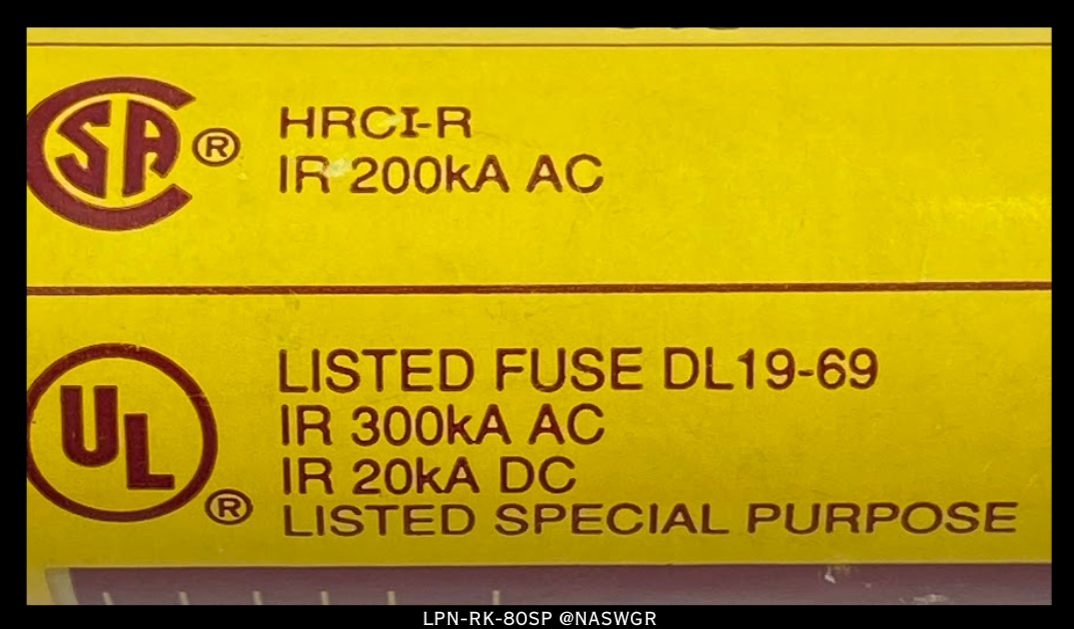 SA ®
HRCI-R
IR 200kA AC
UL ®
LISTED FUSE DL19-69
IR 300kA AC
IR 20kA DC
LISTED SPECIAL PURPOSE
LPN-RK-80SP @NASWGR